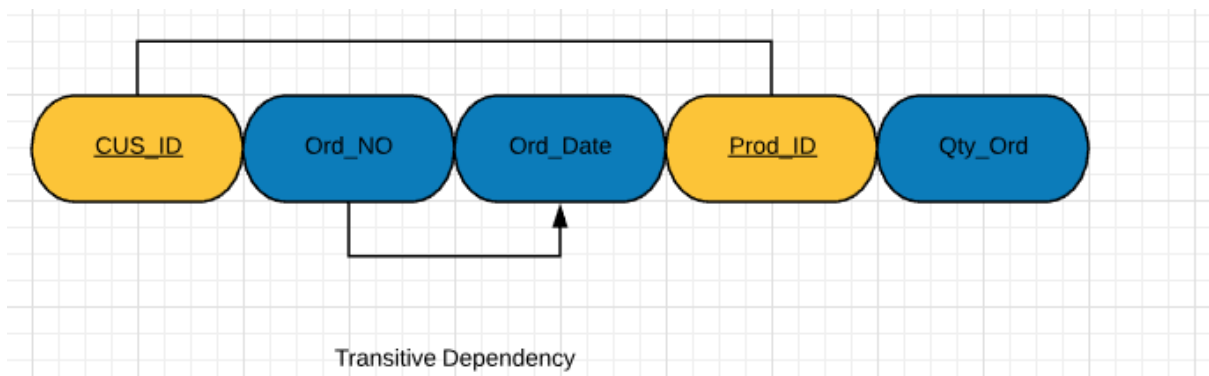 CUS_ID Ord_NO Ord_Date Prod_ID Qty_Ord
Transitive Dependency